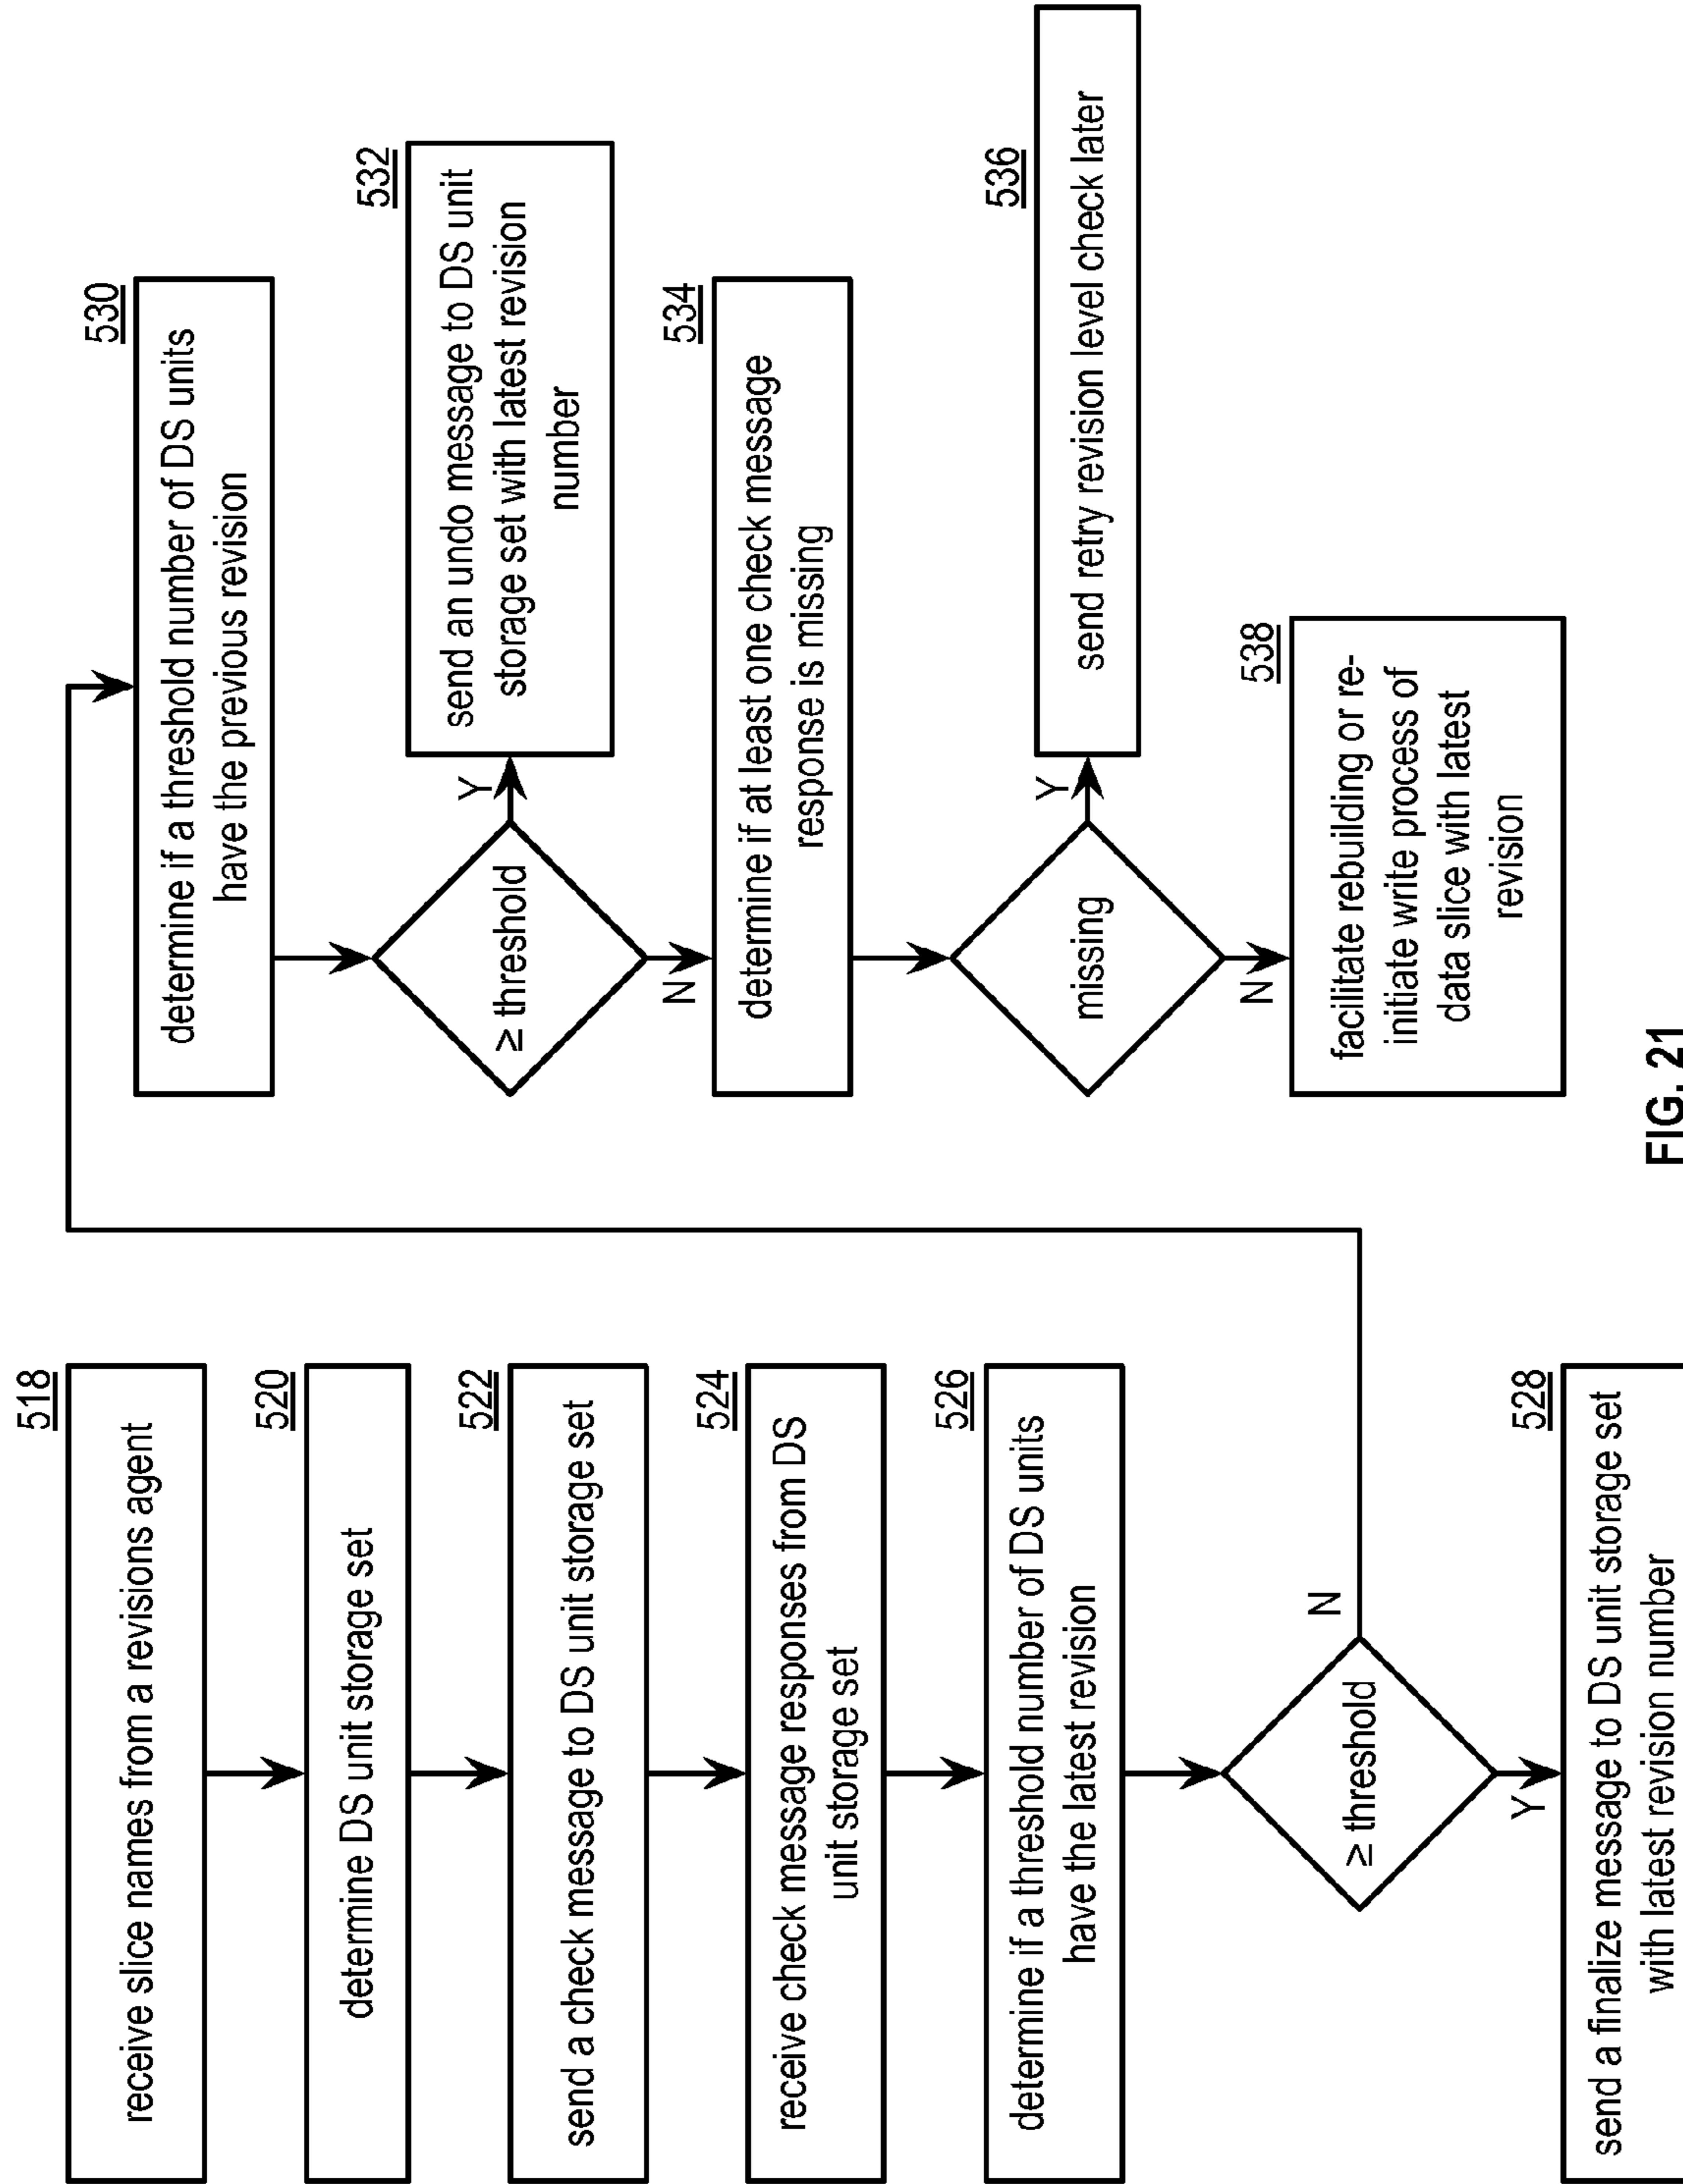 518
receive slice names from a revisions agent
520
determine DS unit storage set
522
send a check message to DS unit storage set
524
receive check message responses from DS
unit storage set
526
determine if a threshold number of DS units
have the latest revision
≥ threshold
N
Y
528
send a finalize message to DS unit storage set
with latest revision number
530
determine if a threshold number of DS units
have the previous revision
≥ threshold
Y
N
532
send an undo message to DS unit
storage set with latest revision
number
534
determine if at least one check message
response is missing
missing
Y
N
536
send retry revision level check later
538
facilitate rebuilding or re-
initiate write process of
data slice with latest
revision
FIG. 21